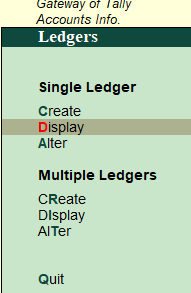 Gateway of Tally
Accounts Info.
Ledgers
Single Ledger
Create
Display
Alter
Multiple Ledgers
CReate
DIsplay
AlTer
Quit